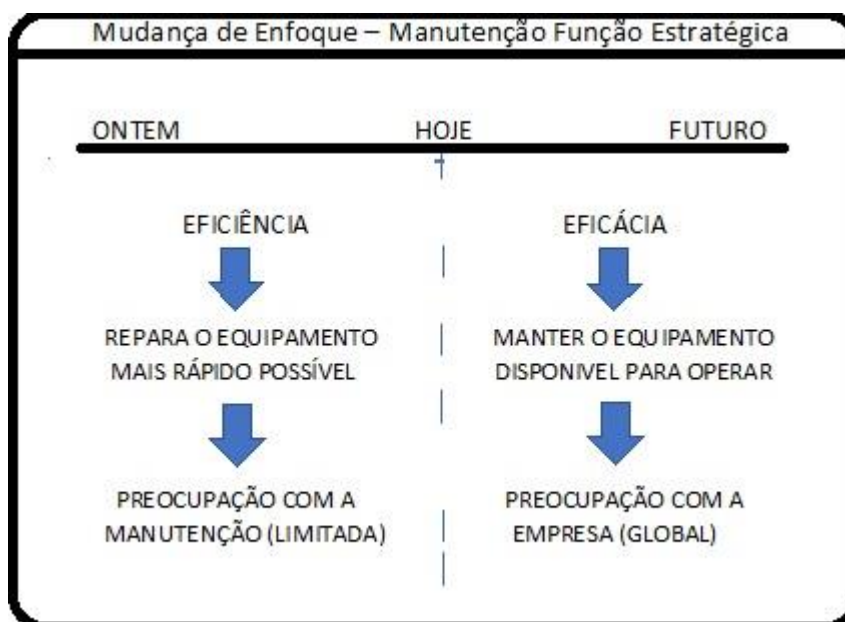 Mudança de Enfoque – Manutenção Função Estratégica
ONTEM HOJE FUTURO
EFICIÊNCIA
REPARA O EQUIPAMENTO
MAIS RÁPIDO POSSÍVEL
PREOCUPAÇÃO COM A
MANUTENÇÃO (LIMITADA)
EFICÁCIA
MANTER O EQUIPAMENTO
DISPONIVEL PARA OPERAR
PREOCUPAÇÃO COM A
EMPRESA (GLOBAL)